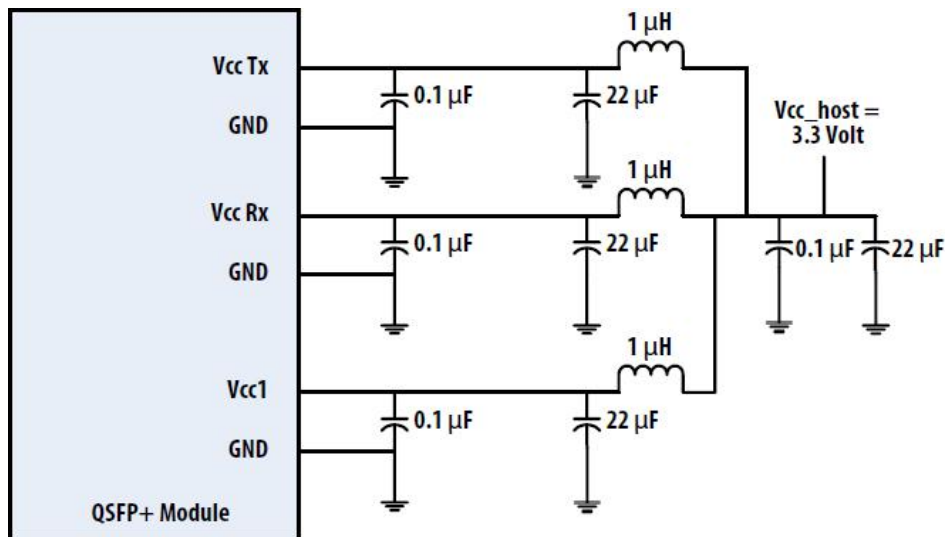 1 μH
Vcc Tx
0.1 μF
22 μF
GND
Vcc_host =
3.3 Volt
1 μH
Vcc Rx
0.1 μF
22 μF
0.1 μF
22 μF
GND
1 μH
Vcc1
0.1 μF
22 μF
GND
QSFP+ Module